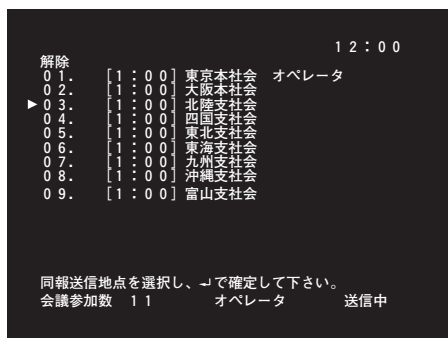 12:00
解除
01. [1:00] 東京本社会 オペレータ
02. [1:00] 大阪本社会
▶03. [1:00] 北陸支社会
04. [1:00] 四国支社会
05. [1:00] 東北支社会
06. [1:00] 東海支社会
07. [1:00] 九州支社会
08. [1:00] 沖縄支社会
09. [1:00] 富山支社会
同報送信地点を選択し、↲で確定して下さい。
会議参加数 11 オペレータ 送信中